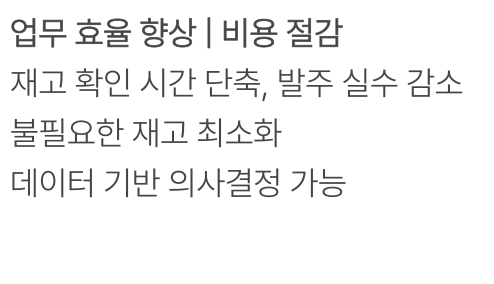 업무 효율 향상 | 비용 절감
재고 확인 시간 단축, 발주 실수 감소
불필요한 재고 최소화
데이터 기반 의사결정 가능